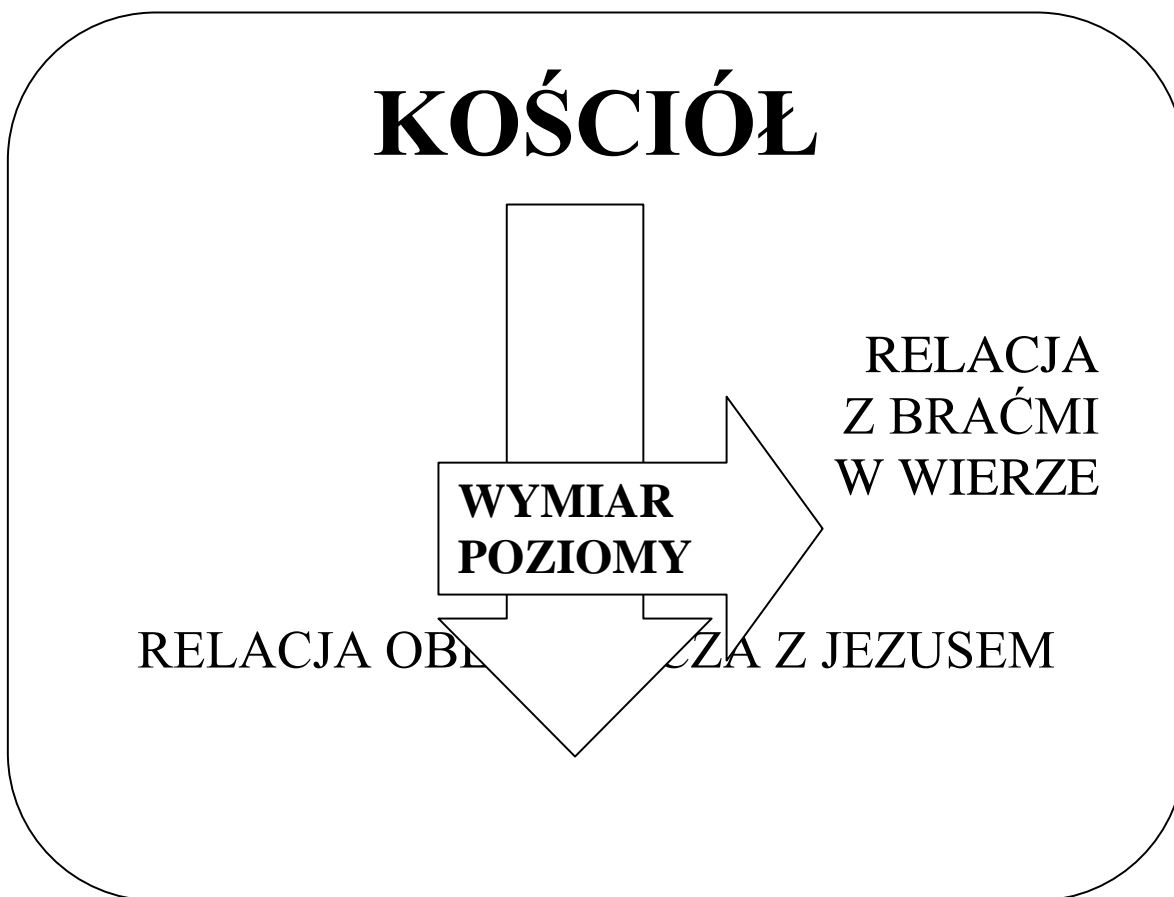 KOŚCIÓŁ
RELACJA
Z BRAĆMI
W WIERZE
WYMIAR
POZIOMY
RELACJA Z JEZUSEM